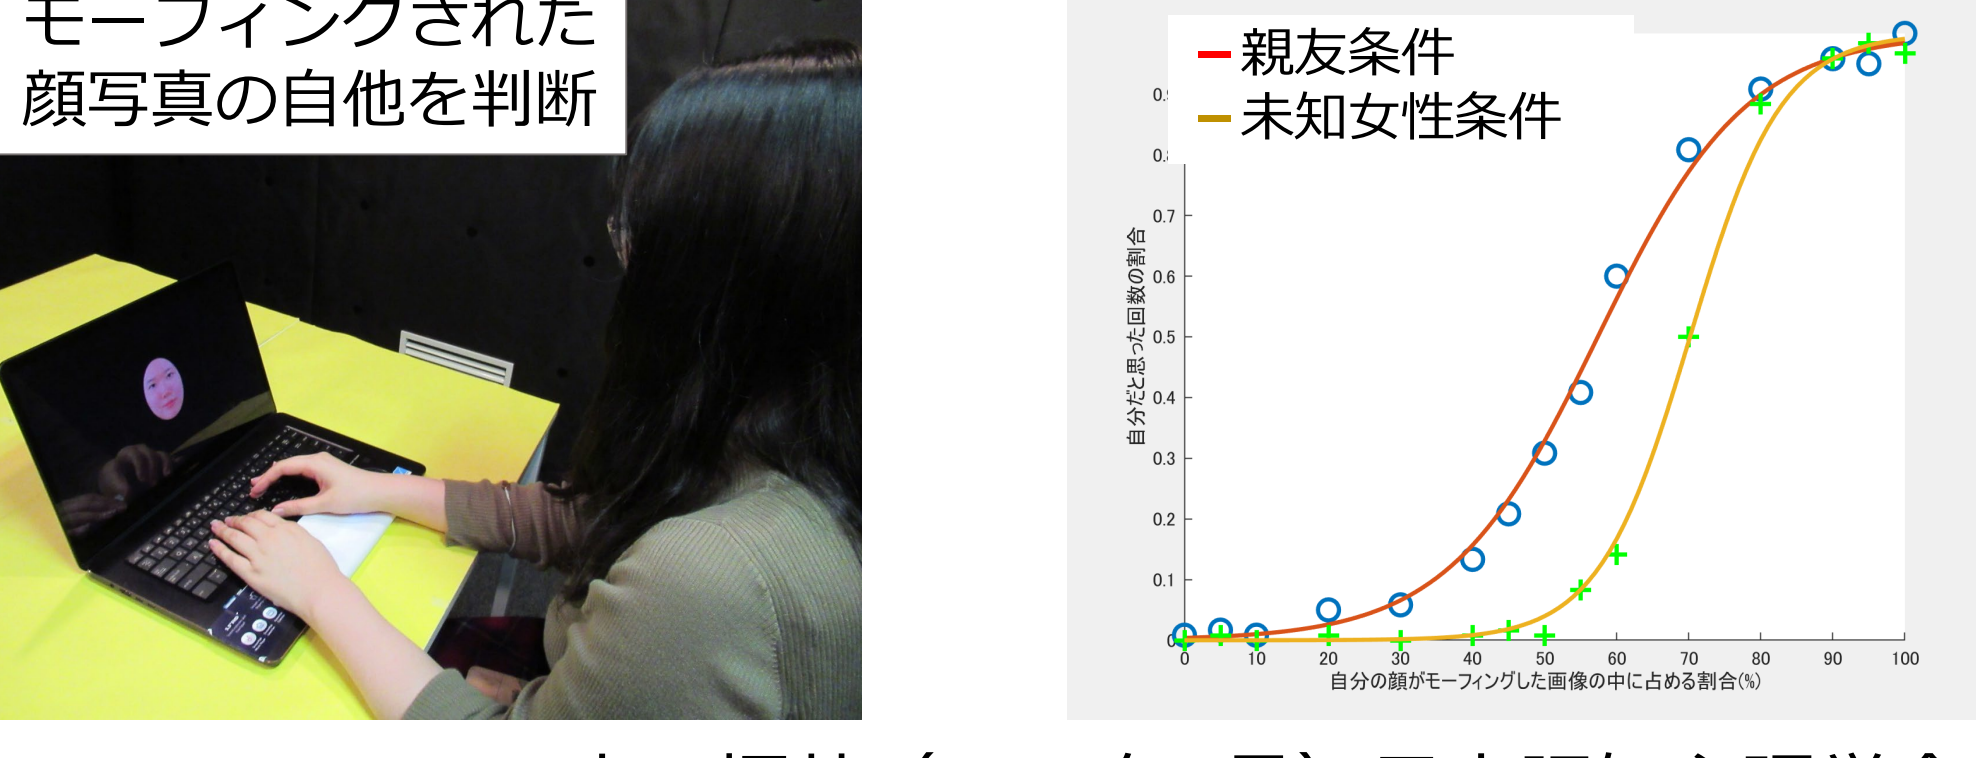 モーフィングされた
顔写真の自他を判断
親友条件
未知女性条件
0.7
0.6
0.5
0.4
0.3
0.2
0.1
0
自分だと思った回数の割合
0 10 20 30 40 50 60 70 80 90 100
自分の顔がモーフィングした画像の中に占める割合(%)